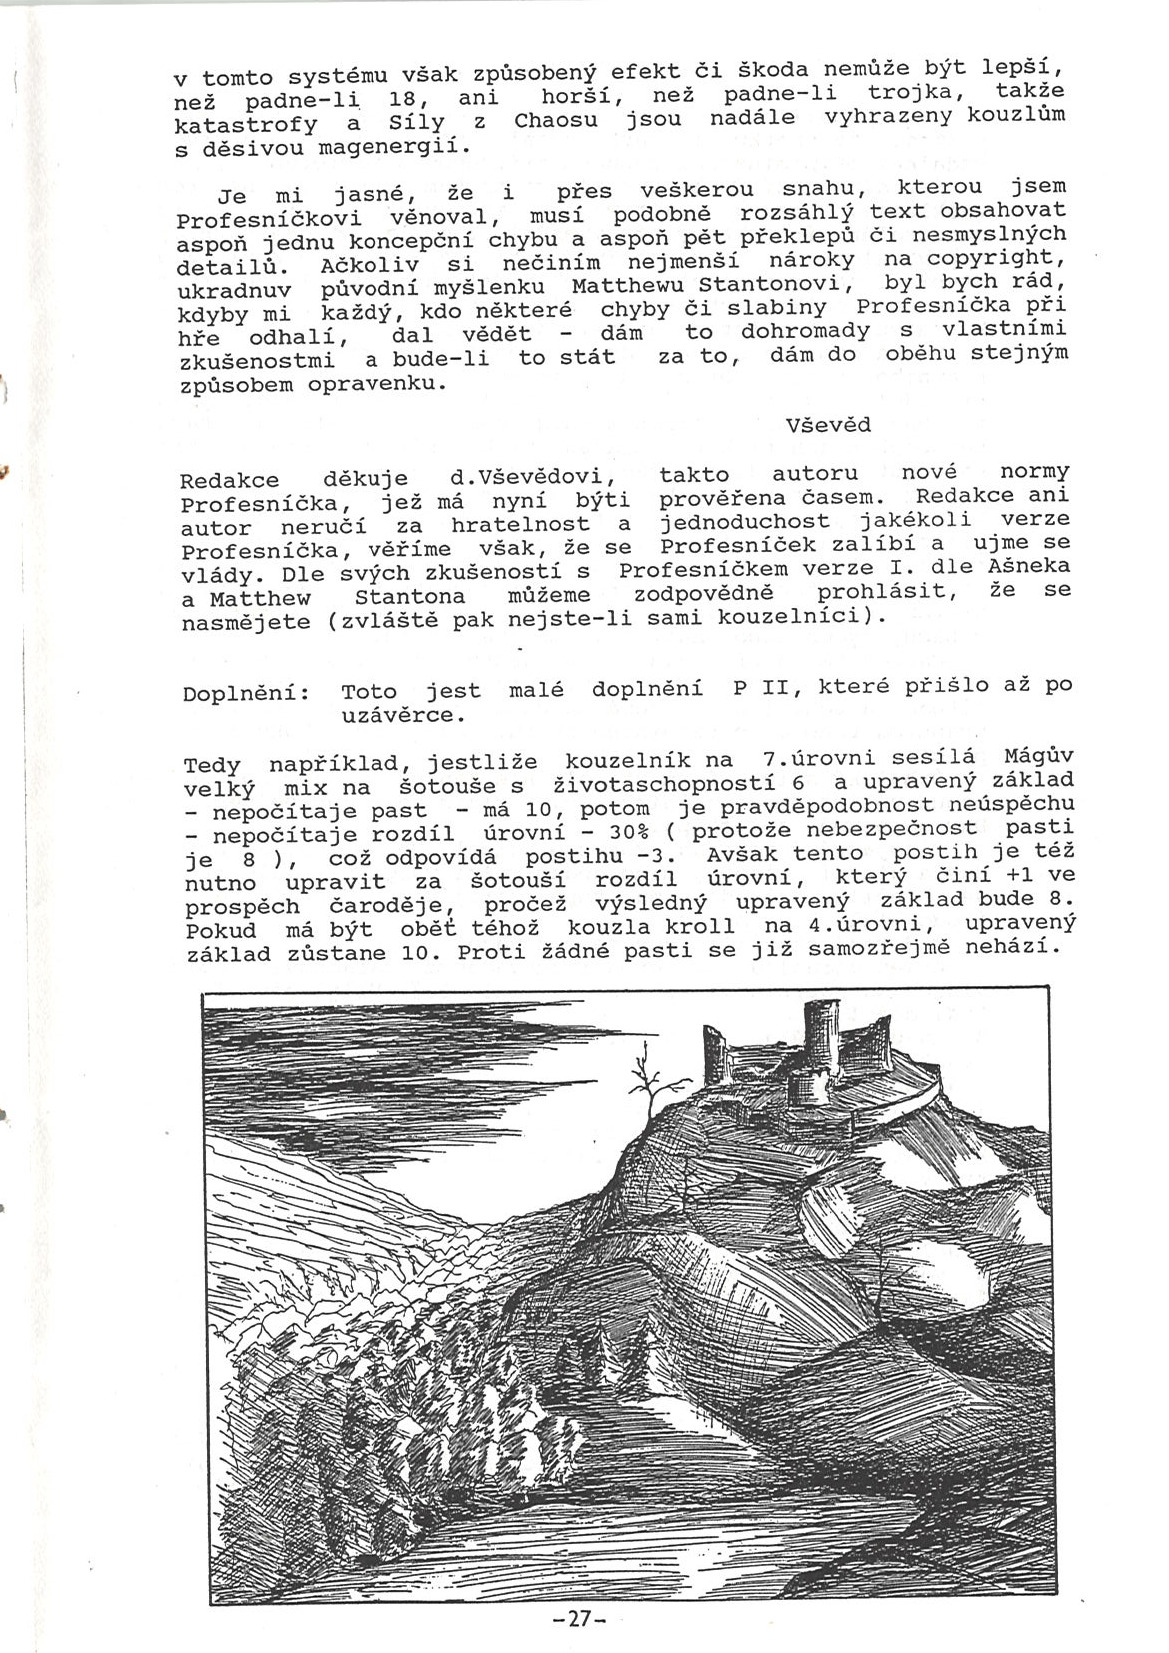 v tomto systému však způsobený efekt či škoda nemůže být lepší,
než padne-li 18, ani horší, než padne-li trojka, takže
katastrofy a Síly z Chaosu jsou nadále vyhrazeny kouzlům
s děsivou magenergií.
Je mi jasné, že i přes veškerou snahu, kterou jsem
Profesníčkovi věnoval, musí podobně rozsáhlý text obsahovat
aspoň jednu koncepční chybu a aspoň pět překlepů či nesmyslných
detailů. Ačkoliv si nečiním nejmenší nároky na copyright,
ukradnuv původní myšlenku Matthewu Stantonovi, byl bych rád,
kdyby mi každý, kdo některé chyby či slabiny Profesníčka při
hře odhalí, dal vědět - dám to dohromady s vlastními
zkušenostmi a bude-li to stát za to, dám do oběhu stejným
způsobem opravenku.
Vševěd
Redakce děkuje d.Vševědovi, takto autoru nové normy
Profesníčka, jež má nyní býti prověřena časem. Redakce ani
autor neručí za hratelnost a jednoduchost jakékoli verze
Profesníčka, věříme však, že se Profesníček zalíbí a ujme se
vlády. Dle svých zkušeností s Profesníčkem verze I. dle Ašneka
a Matthew Stantona můžeme zodpovědně prohlásit, že se
nasmějete (zvláště pak nejste-li sami kouzelníci).
Doplnění: Toto jest malé doplnění P II, které přišlo až po
uzávěrce.
Tedy například, jestliže kouzelník na 7.úrovni sesílá Mágův
velký mix na šotouše s životaschopností 6 a upravený základ
- nepočítaje past - má 10, potom je pravděpodobnost neúspěchu
- nepočítaje rozdíl úrovní - 30% ( protože nebezpečnost pasti
je 8 ), což odpovídá postihu -3. Avšak tento postih je též
nutno upravit za šotouší rozdíl úrovní, který činí +1 ve
prospěch čaroděje, pročež výsledný upravený základ bude 8.
Pokud má být obětˇ téhož kouzla kroll na 4.úrovni, upravený
základ zůstane 10. Proti žádné pasti se již samozřejmě nehází.
-27-